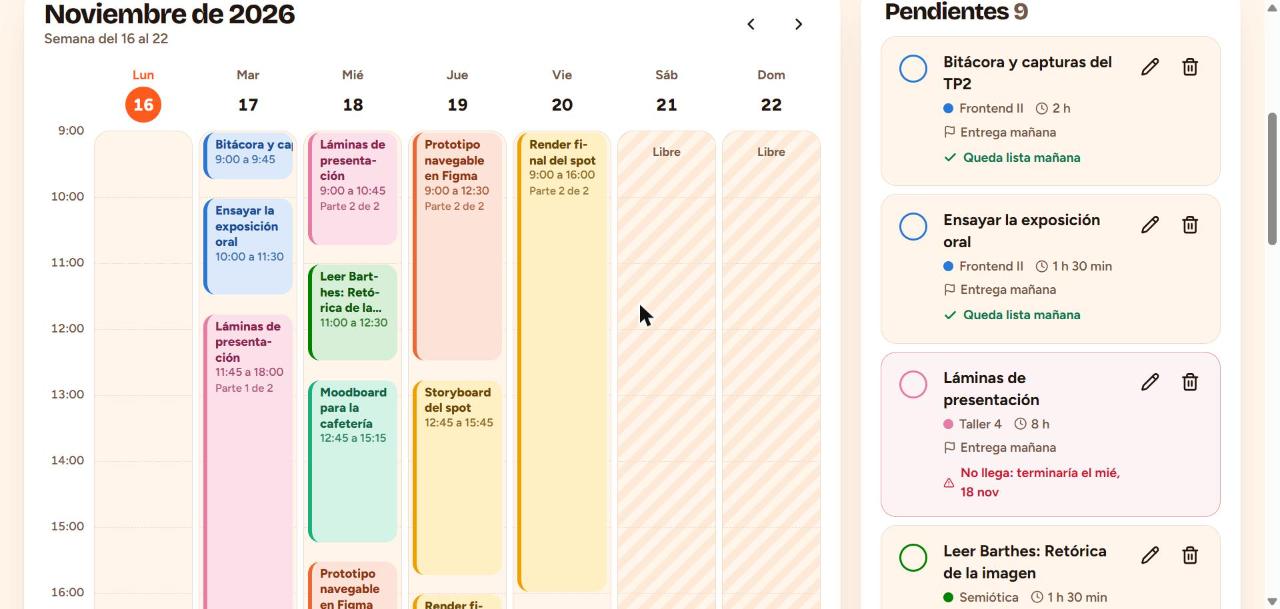 Noviembre de 2026
Semana del 16 al 22
Lun
Mar
Mié
Jue
Vie
Sáb
Dom
16
17
18
19
20
21
22
9:00
10:00
11:00
12:00
13:00
14:00
15:00
16:00
Bitácora y ca
9:00 a 9:45
Ensayar la
exposición
oral
10:00 a 11:30
Láminas de
presenta-
ción
11:45 a 18:00
Parte 1 de 2
Láminas de
presenta-
ción
9:00 a 10:45
Parte 2 de 2
Leer Bart-
hes: Retó-
rica de la...
11:00 a 12:30
Moodboard
para la
cafetería
12:45 a 15:15
Prototipo
navegable
en Figma
Prototipo
navegable
en Figma
9:00 a 12:30
Parte 2 de 2
Storyboard
del spot
12:45 a 15:45
Render fi-
Render fi-
nal del spot
9:00 a 16:00
Parte 2 de 2
Libre
Libre
Pendientes 9
Bitácora y capturas del
TP2
Frontend II 2 h
Entrega mañana
Queda lista mañana
Ensayar la exposición
oral
Frontend II 1 h 30 min
Entrega mañana
Queda lista mañana
Láminas de
presentación
Taller 4 8 h
Entrega mañana
No llega: terminaría el mié,
18 nov
Leer Barthes: Retórica
de la imagen
Semiótica 1 h 30 min